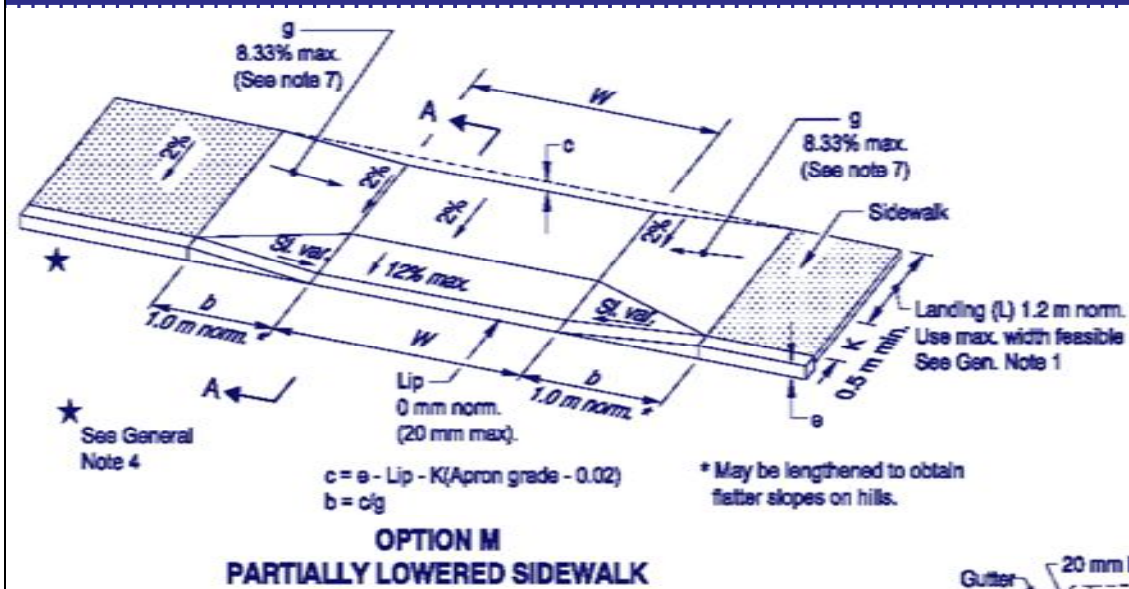 g
8.33% max.
(See note 7)
A
W
c
g
8.33% max.
(See note 7)
Sidewalk
2%
2%
2%
2%
Sl. var.
12% max.
Sl. var.
b
1.0 m norm. *
W
b
1.0 m norm. *
K
0.5 m min.
Landing (L) 1.2 m norm.
Use max. width feasible
See Gen. Note 1
e
A
Lip
0 mm norm.
(20 mm max).
★
★
See General
Note 4
c = e - Lip - K(Apron grade - 0.02)
b = c/g
* May be lengthened to obtain
flatter slopes on hills.
OPTION M
PARTIALLY LOWERED SIDEWALK
Gutter
20 mm